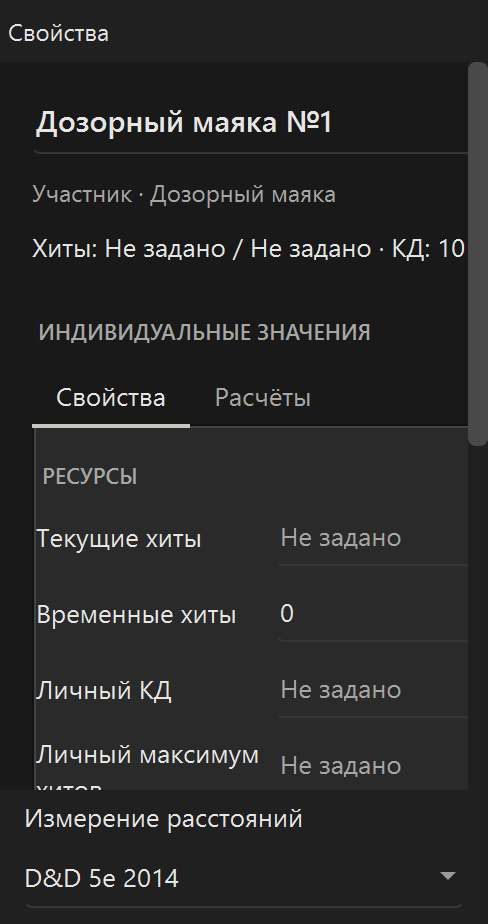 Свойства
Дозорный маяка №1
Участник · Дозорный маяка
Хиты: Не задано / Не задано · КД: 10
ИНДИВИДУАЛЬНЫЕ ЗНАЧЕНИЯ
Свойства Расчёты
РЕСУРСЫ
Текущие хиты Не задано
Временные хиты 0
Личный КД Не задано
Личный максимум Не задано
хитов
Измерение расстояний
D&D 5e 2014